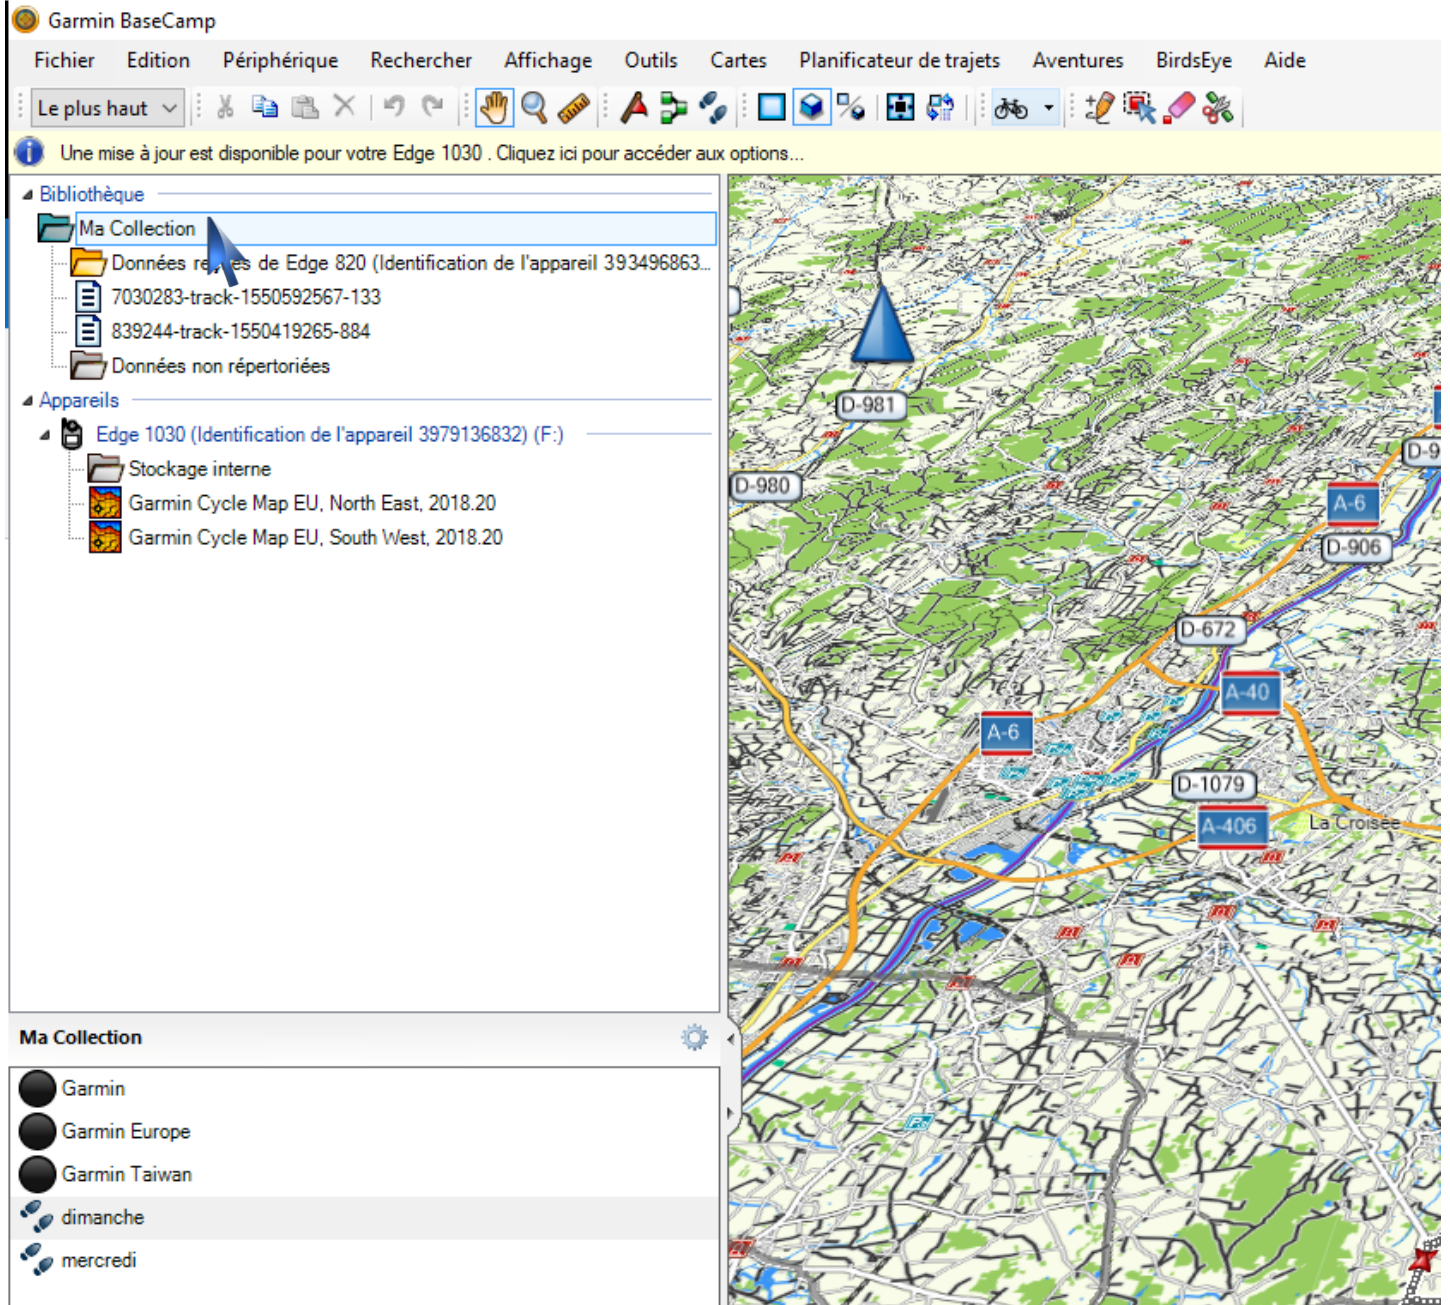 Garmin BaseCamp
Fichier Edition Périphérique Rechercher Affichage Outils Cartes Planificateur de trajets Aventures BirdsEye Aide
Le plus haut
Une mise à jour est disponible pour votre Edge 1030 . Cliquez ici pour accéder aux options...
Bibliothèque
Ma Collection
Données de Edge 820 (Identification de l'appareil 393496863...
7030283-track-1550592567-133
839244-track-1550419265-884
Données non répertoriées
Appareils
Edge 1030 (Identification de l'appareil 3979136832) (F:)
Stockage interne
Garmin Cycle Map EU, North East, 2018.20
Garmin Cycle Map EU, South West, 2018.20
Ma Collection
Garmin
Garmin Europe
Garmin Taiwan
dimanche
mercredi
D-981
D-9
D-980
A-6
D-906
D-672
A-40
A-6
D-1079
A-406
La Croisée